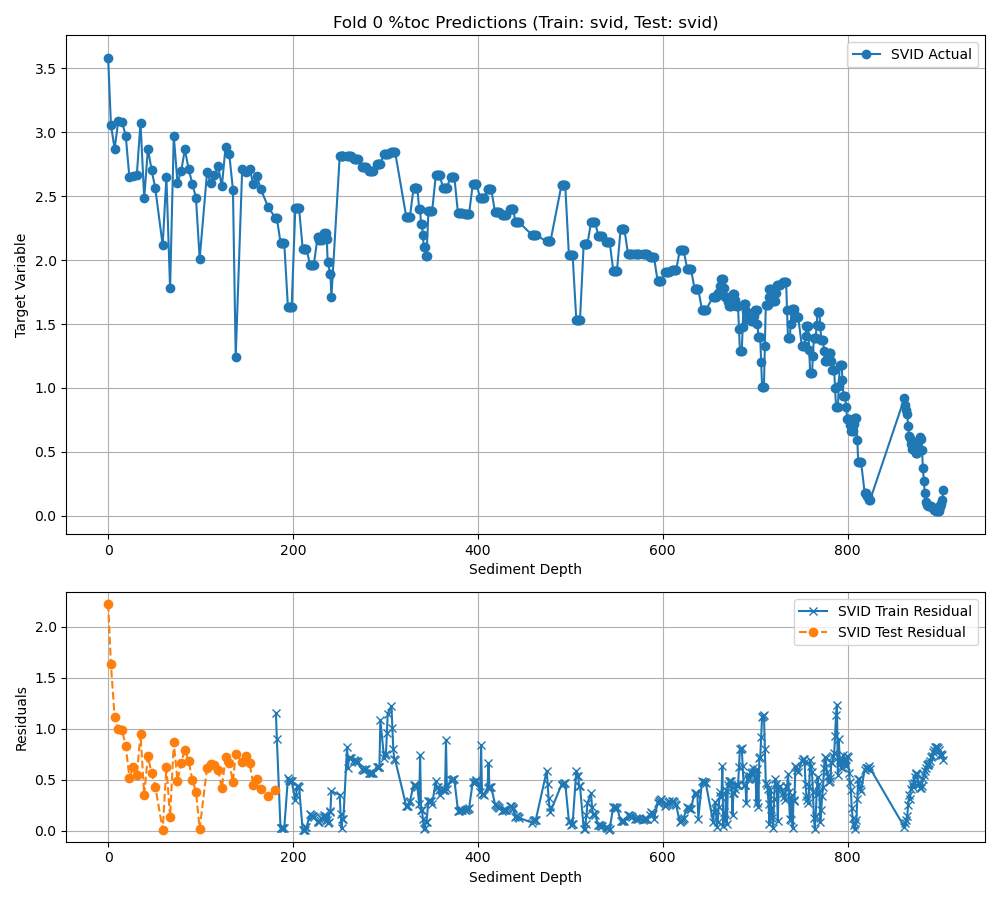 Fold 0 %toc Predictions (Train: svid, Test: svid)
SVID Actual
Target Variable
3.5
3.0
2.5
2.0
1.5
1.0
0.5
0.0
0 200 400 600 800
Sediment Depth
SVID Train Residual
SVID Test Residual
Residuals
2.0
1.5
1.0
0.5
0.0
0 200 400 600 800
Sediment Depth